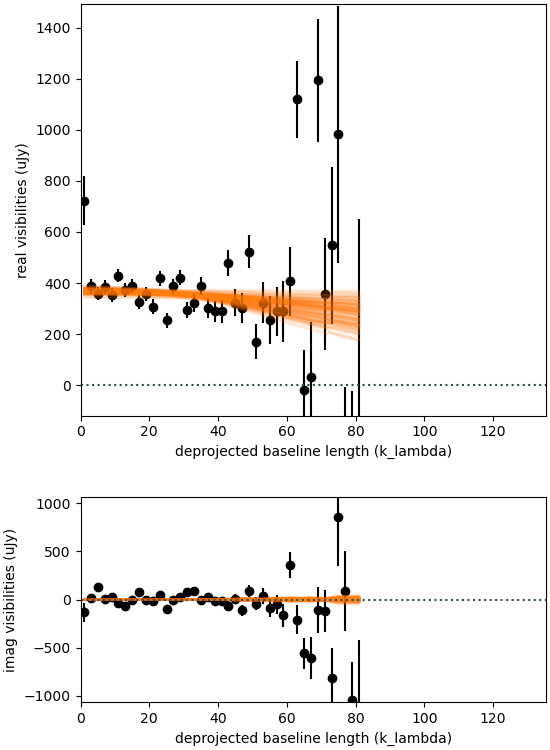 1400
1200
1000
800
600
400
200
0
real visibilities (uJy)
0 20 40 60 80 100 120
deprojected baseline length (k_lambda)
1000
500
0
−500
−1000
imag visibilities (uJy)
0 20 40 60 80 100 120
deprojected baseline length (k_lambda)